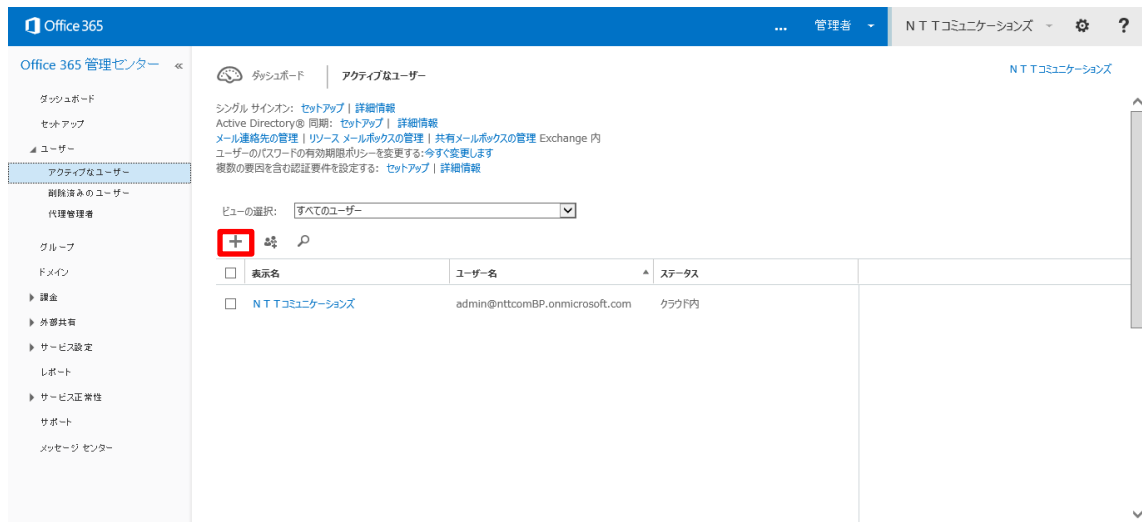 Office 365
... 管理者 NTTコミュニケーションズ ?
Office 365 管理センター «
ダッシュボード
セットアップ
ユーザー
アクティブなユーザー
削除済みのユーザー
代理管理者
グループ
ドメイン
課金
外部共有
サービス設定
レポート
サービス正常性
サポート
メッセージ センター
ダッシュボード アクティブなユーザー
NTTコミュニケーションズ
シングル サインオン: セットアップ | 詳細情報
Active Directory® 同期: セットアップ | 詳細情報
メール連絡先の管理 | リソース メールボックスの管理 | 共有メールボックスの管理 Exchange 内
ユーザーのパスワードの有効期限ポリシーを変更する:今すぐ変更します
複数の要因を含む認証要件を設定する: セットアップ | 詳細情報
ビューの選択: すべてのユーザー
表示名 ユーザー名 ステータス
NTTコミュニケーションズ admin@nttcomBP.onmicrosoft.com クラウド内